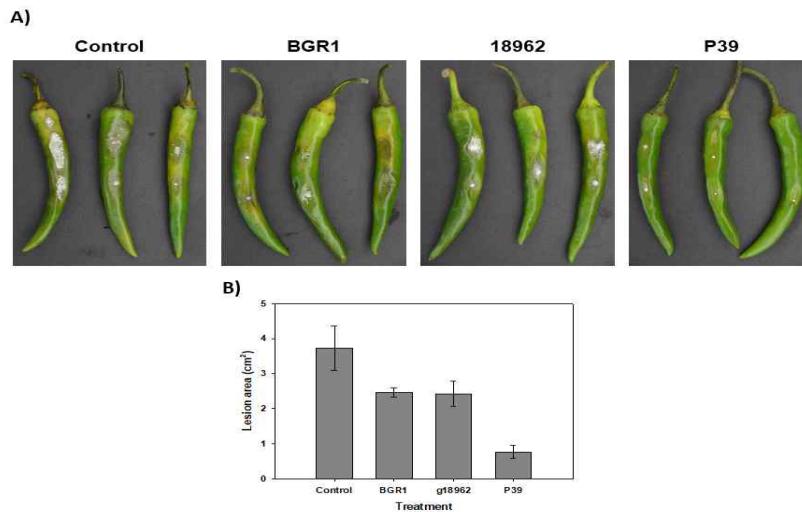 A)
Control BGR1 18962 P39
B)
5
4
3
2
1
0
Lesion area (cm²)
Control BGR1 g18962 P39
Treatment